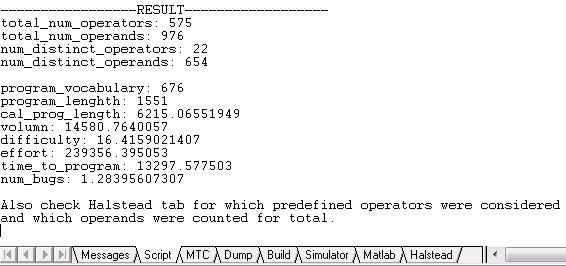 -----------------RESULT------------------
total_num_operators: 575
total_num_operands: 976
num_distinct_operators: 22
num_distinct_operands: 654
program_vocabulary: 676
program_lenghth: 1551
cal_prog_length: 6215.06551949
volumn: 14580.7640057
difficulty: 16.4159021407
effort: 239356.395053
time_to_program: 13297.577503
num_bugs: 1.28395607307
Also check Halstead tab for which predefined operators were considered
and which operands were counted for total.
Messages Script MTC Dump Build Simulator Matlab Halstead